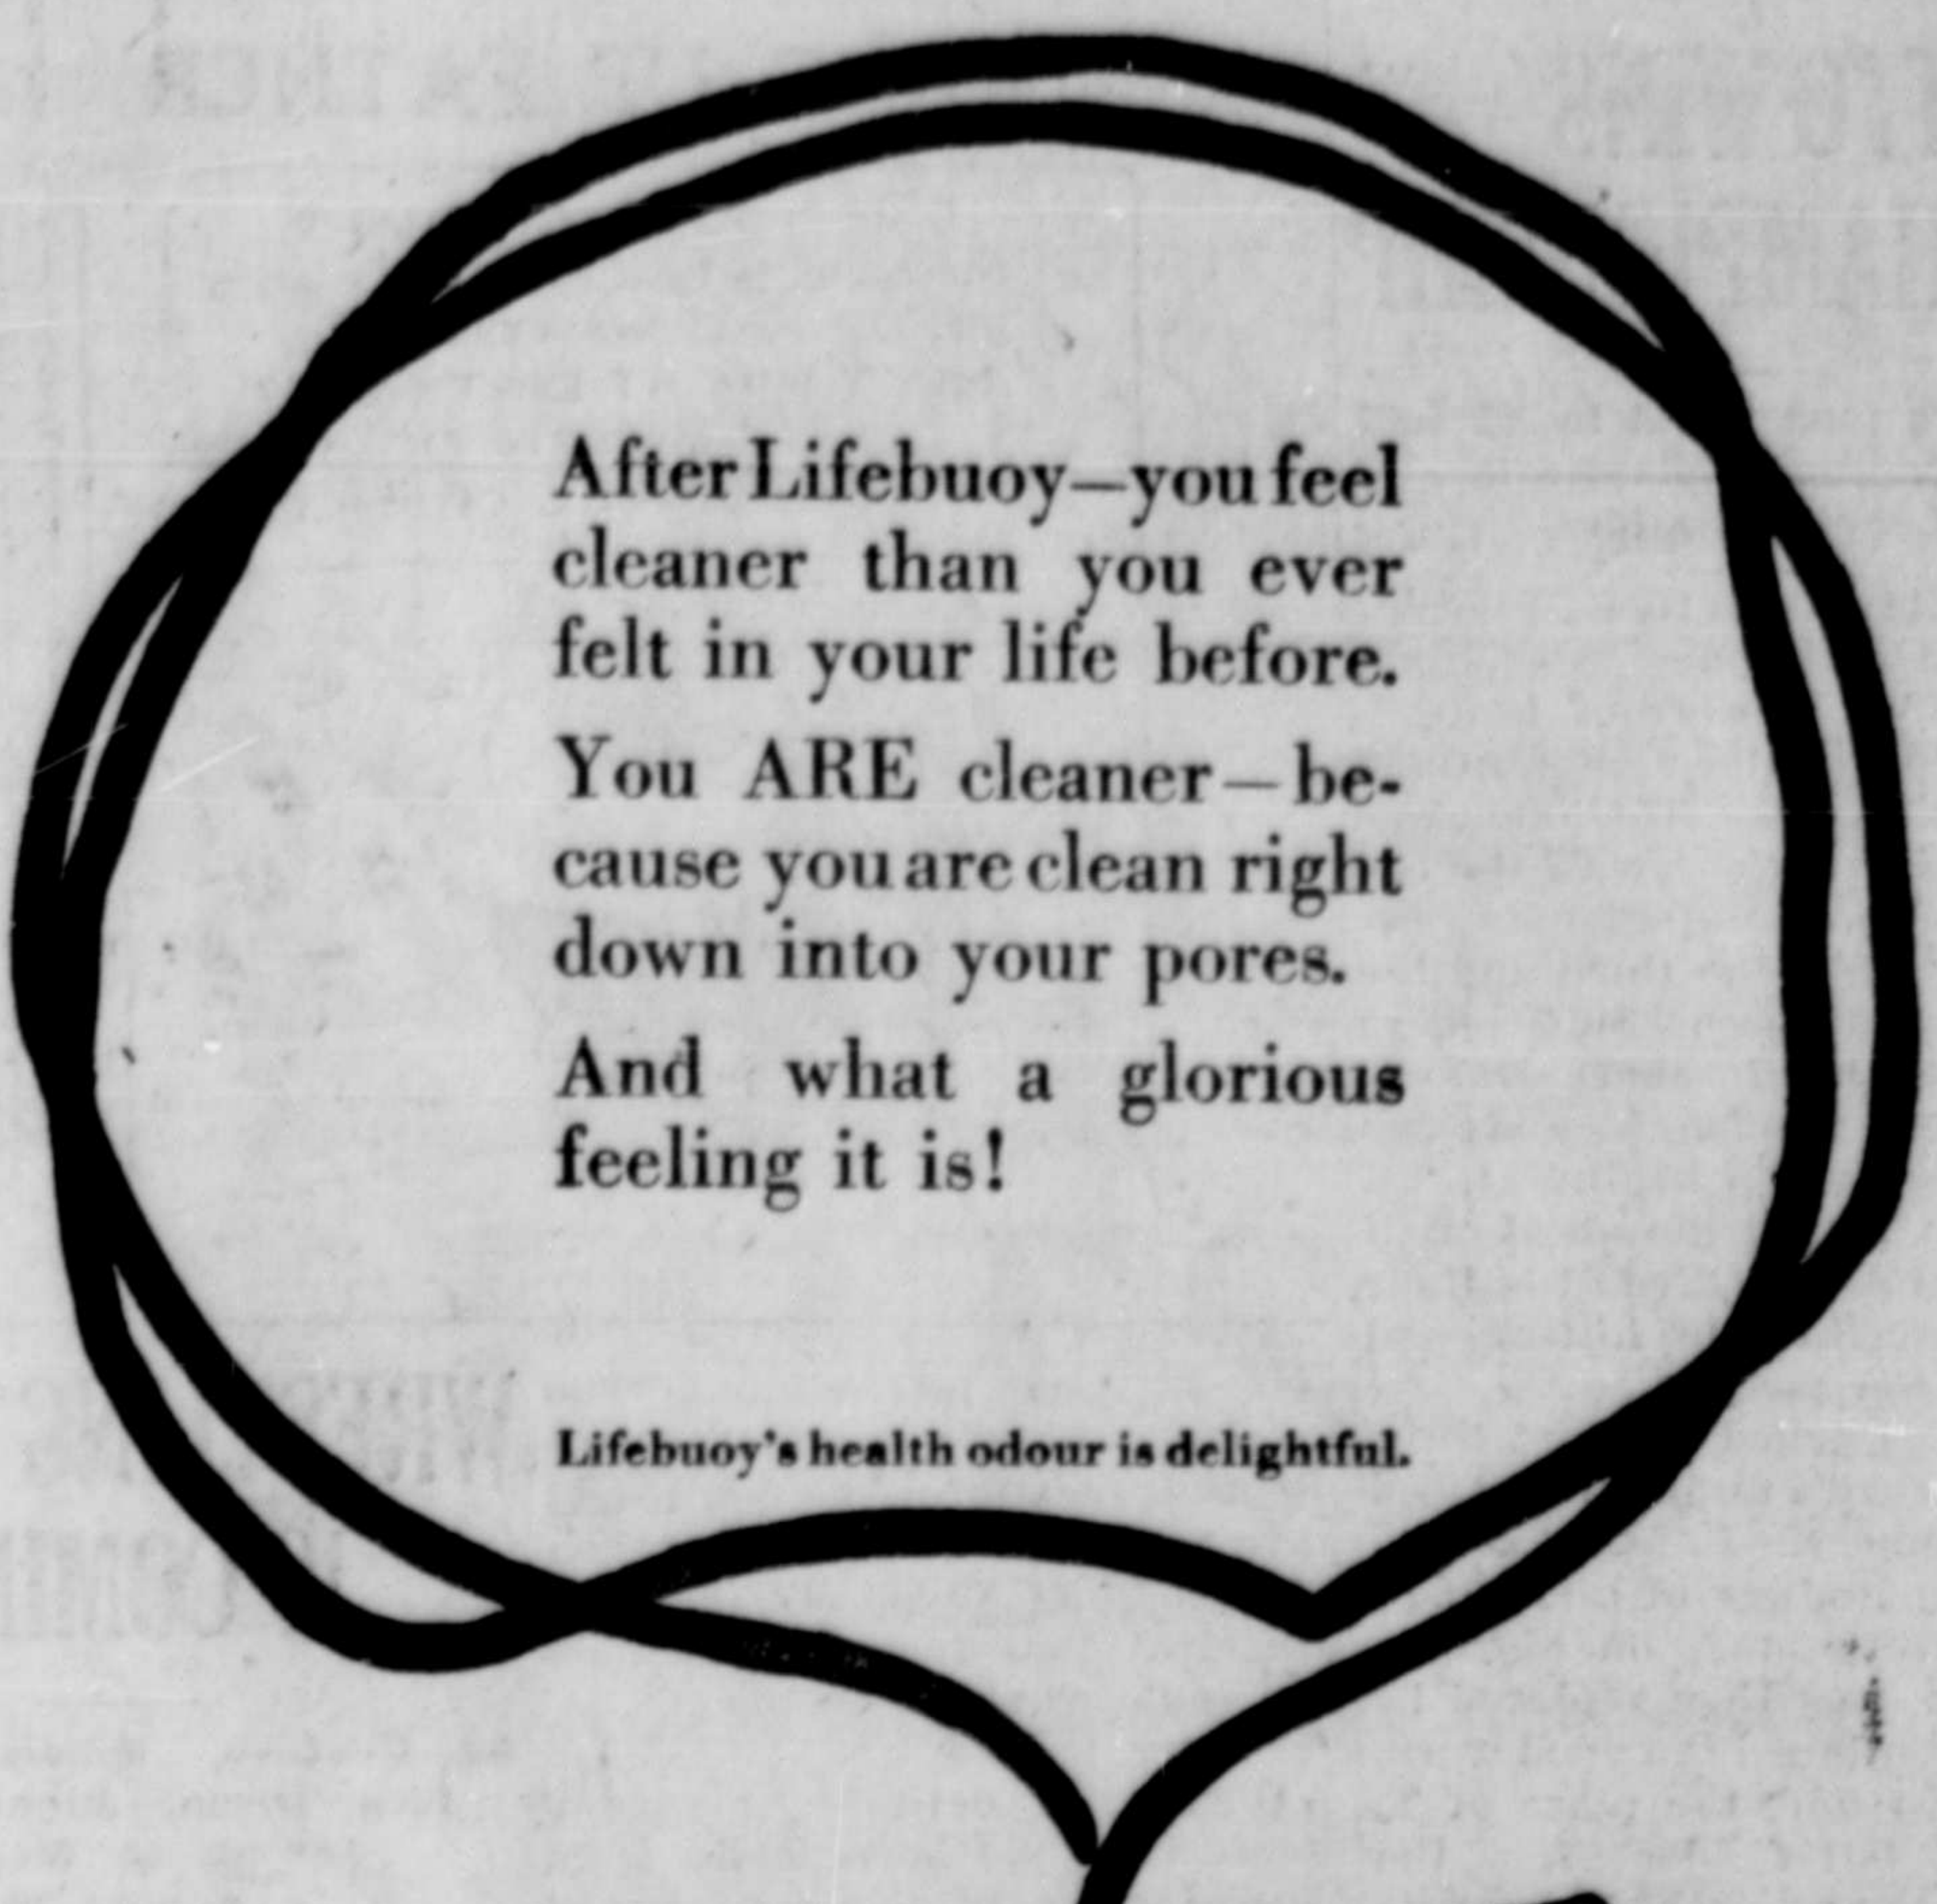 After Lifebuoy—you feel
cleaner than you ever
felt in your life before.
You ARE cleaner—be-
cause you are clean right
down into your pores.
And what a glorious
feeling it is!
Lifebuoy's health odour is delightful.